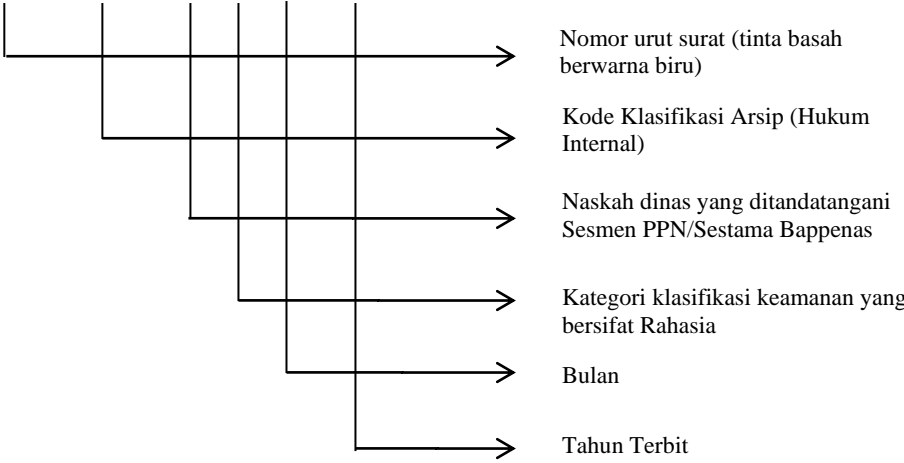 Nomor urut surat (tinta basah
berwarna biru)
Kode Klasifikasi Arsip (Hukum
Internal)
Naskah dinas yang ditandatangani
Sesmen PPN/Sestama Bappenas
Kategori klasifikasi keamanan yang
bersifat Rahasia
Bulan
Tahun Terbit